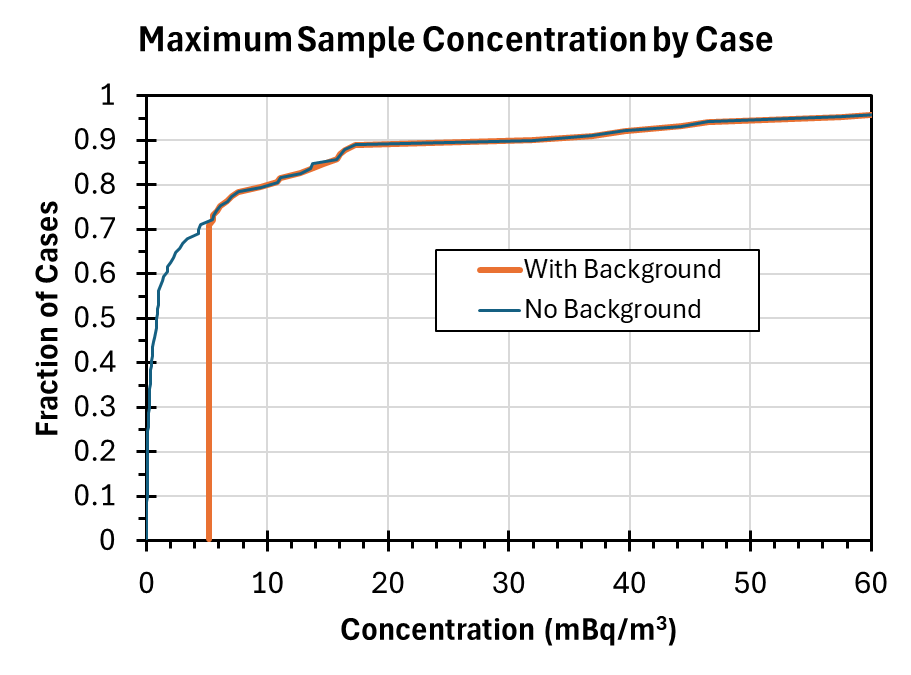 Maximum Sample Concentration by Case
1
0.9
0.8
0.7
0.6
0.5
0.4
0.3
0.2
0.1
0
Fraction of Cases
With Background
No Background
0 10 20 30 40 50 60
Concentration (mBq/m³)